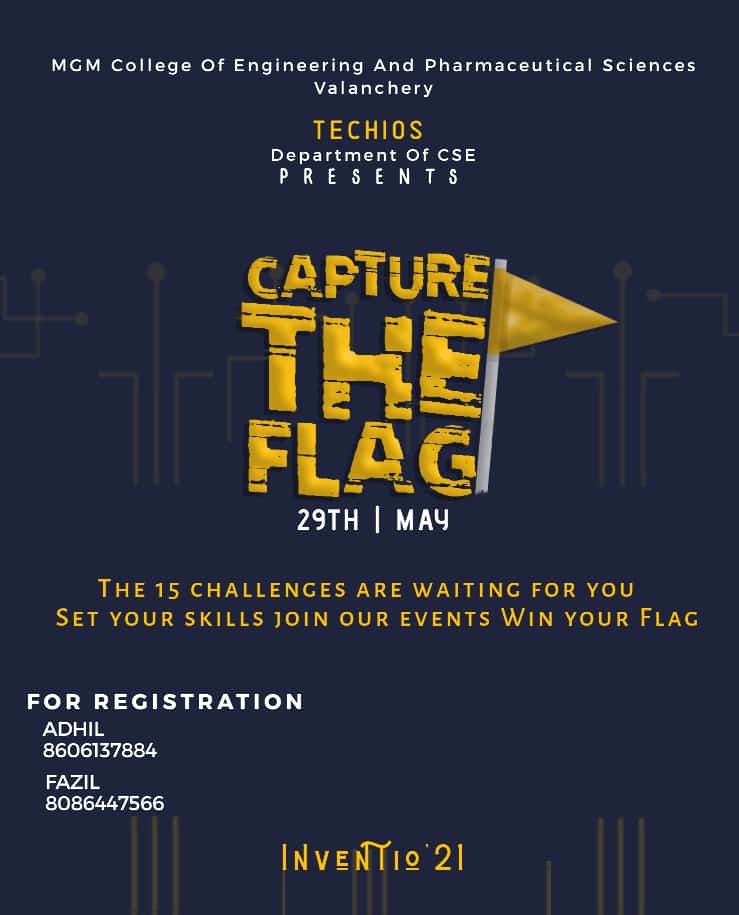 MGM College Of Engineering And Pharmaceutical Sciences
Valanchery
TECHIOS
Department Of CSE
PRESENTS
CAPTURE
THE
FLAG
29TH | MAY
The 15 challenges are waiting for you
Set your skills join our events Win your Flag
FOR REGISTRATION
ADHIL
8606137884
FAZIL
8086447566
INVENTIO'21